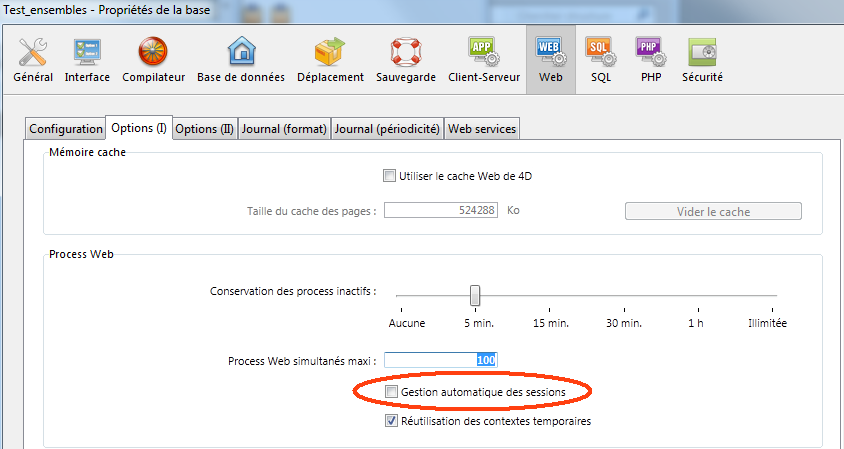 Test_ensembles - Propriétés de la base
Général Interface Compilateur Base de données Déplacement Sauvegarde Client-Serveur Web SQL PHP Sécurité
APP WEB SQL PHP
Configuration Options (I) Options (II) Journal (format) Journal (périodicité) Web services
Mémoire cache
Utiliser le cache Web de 4D
Taille du cache des pages : 524288 Ko Vider le cache
Process Web
Conservation des process inactifs :
Aucune 5 min. 15 min. 30 min. 1 h Illimitée
Process Web simultanés maxi : 100
Gestion automatique des sessions
Réutilisation des contextes temporaires